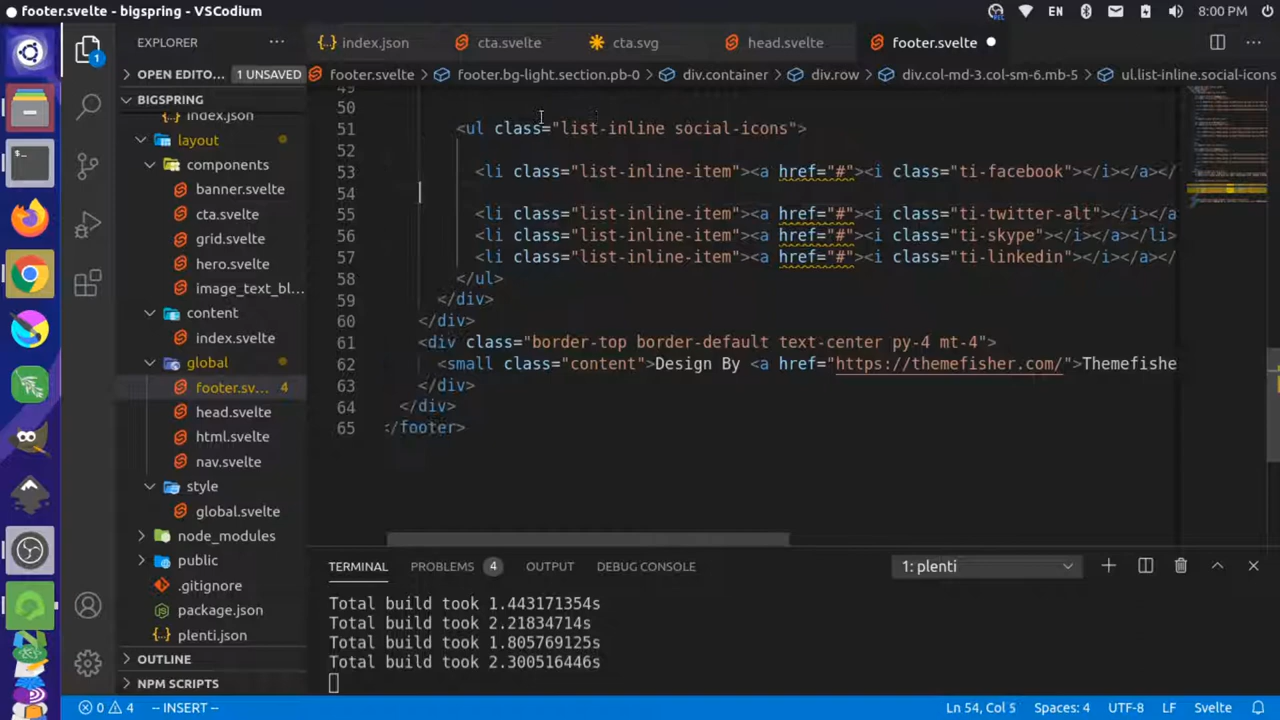 footer.svelte - bigspring - VSCodium
EN
8:00 PM
EXPLORER
index.json
cta.svelte
cta.svg
head.svelte
footer.svelte
OPEN EDITO... 1 UNSAVED
footer.svelte > footer.bg-light.section.pb-0 > div.container > div.row > div.col-md-3.col-sm-6.mb-5 > ul.list-inline.social-icons
1
BIGSPRING
index.json
layout
components
banner.svelte
cta.svelte
grid.svelte
hero.svelte
image_text_bl...
content
index.svelte
global
footer.sv... 4
head.svelte
html.svelte
nav.svelte
style
global.svelte
node_modules
public
.gitignore
package.json
plenti.json
OUTLINE
NPM SCRIPTS
49
50
51 <ul class="list-inline social-icons">
52
53 <li class="list-inline-item"><a href="#"><i class="ti-facebook"></i></a></
54
55 <li class="list-inline-item"><a href="#"><i class="ti-twitter-alt"></i></a
56 <li class="list-inline-item"><a href="#"><i class="ti-skype"></i></a></li>
57 <li class="list-inline-item"><a href="#"><i class="ti-linkedin"></i></a></
58 </ul>
59 </div>
60 </div>
61 <div class="border-top border-default text-center py-4 mt-4">
62 <small class="content">Design By <a href="https://themefisher.com/">Themefishe
63 </div>
64 </div>
65 </footer>
TERMINAL
PROBLEMS 4
OUTPUT
DEBUG CONSOLE
1: plenti
Total build took 1.443171354s
Total build took 2.21834714s
Total build took 1.805769125s
Total build took 2.300516446s
0 4
-- INSERT --
Ln 54, Col 5
Spaces: 4
UTF-8
LF
Svelte